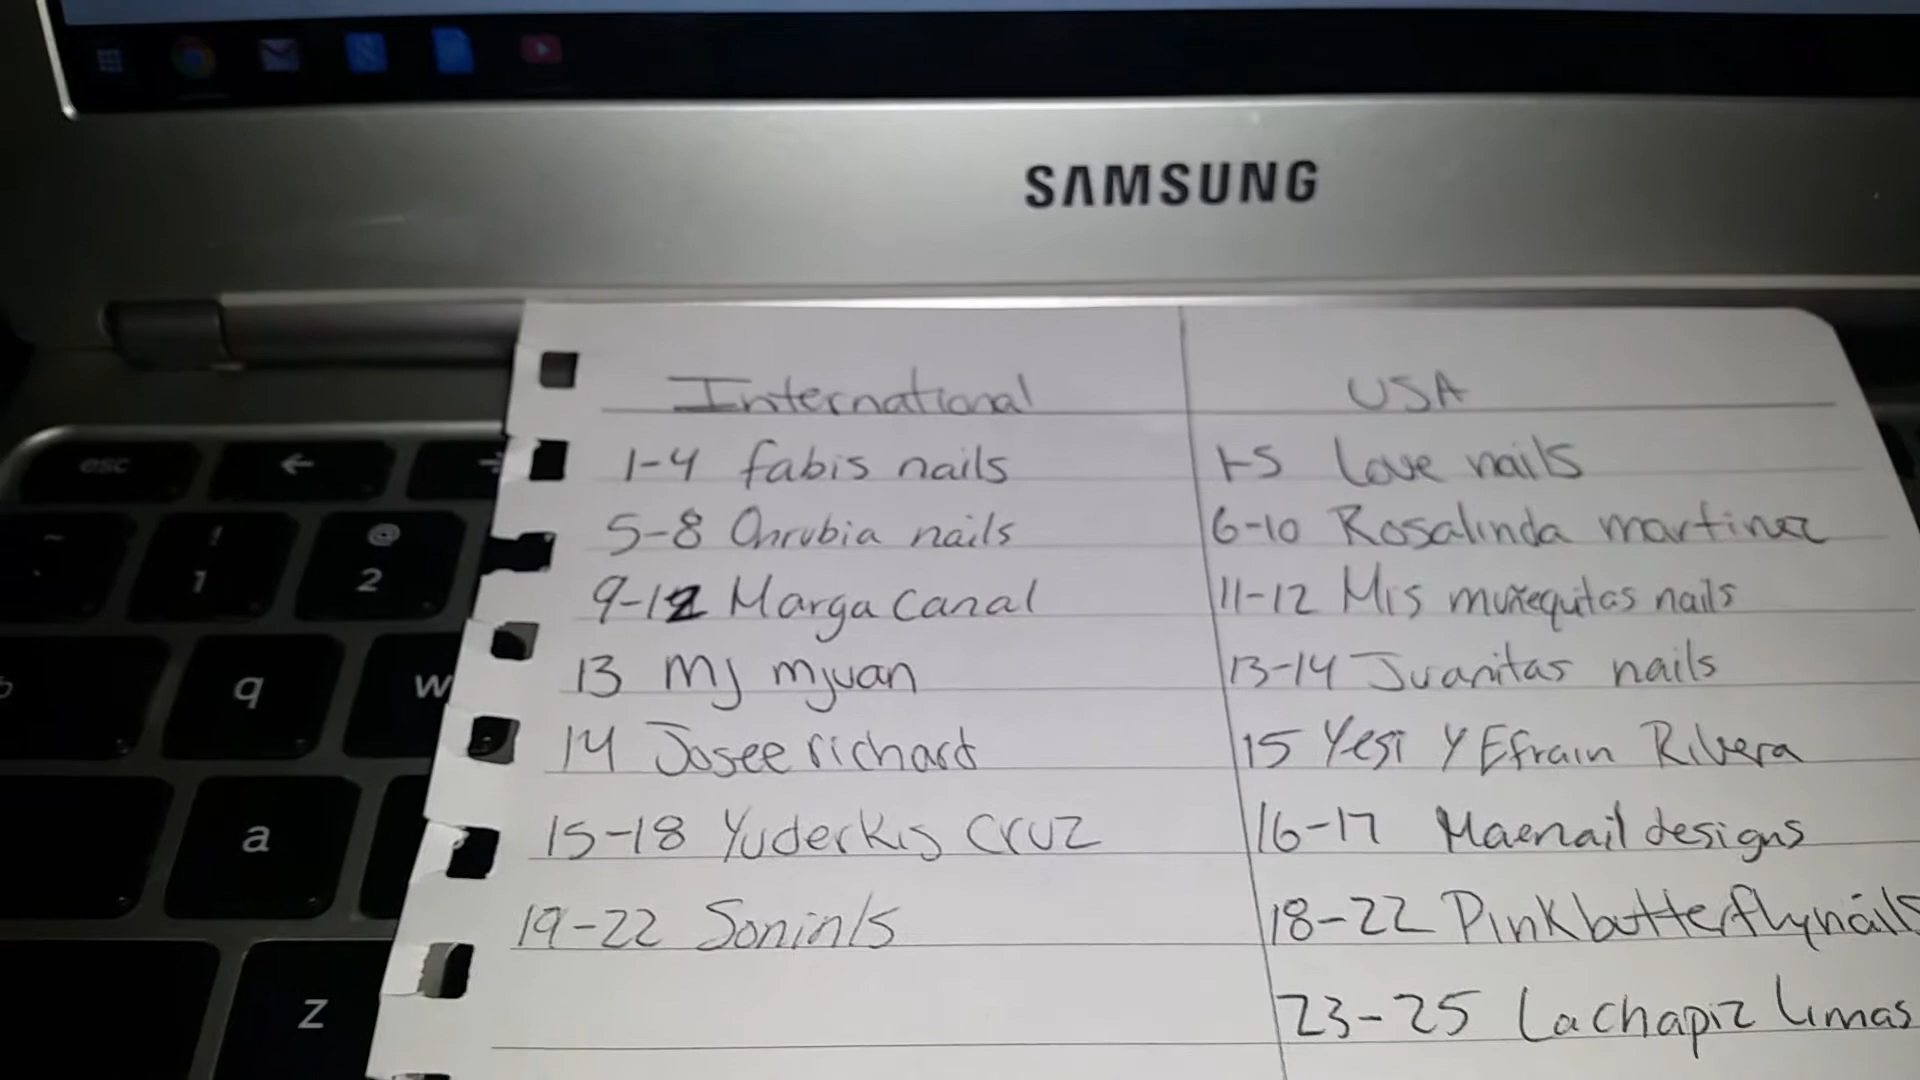 SAMSUNG
International
1-4 fabis nails
5-8 Onrubia nails
9-12 Marga Canal
13 MJ mjuan
14 Josee richard
15-18 Yuderkis Cruz
19-22 Soninls
USA
1-5 Love nails
6-10 Rosalinda martinez
11-12 Mis muñequitas nails
13-14 Juanitas nails
15 Yesi Y Efrain Rivera
16-17 Maenail designs
18-22 Pinkbutterflynails
23-25 Lachapiz limas
esc
←
→
~
!
1
@
2
q
w
a
z